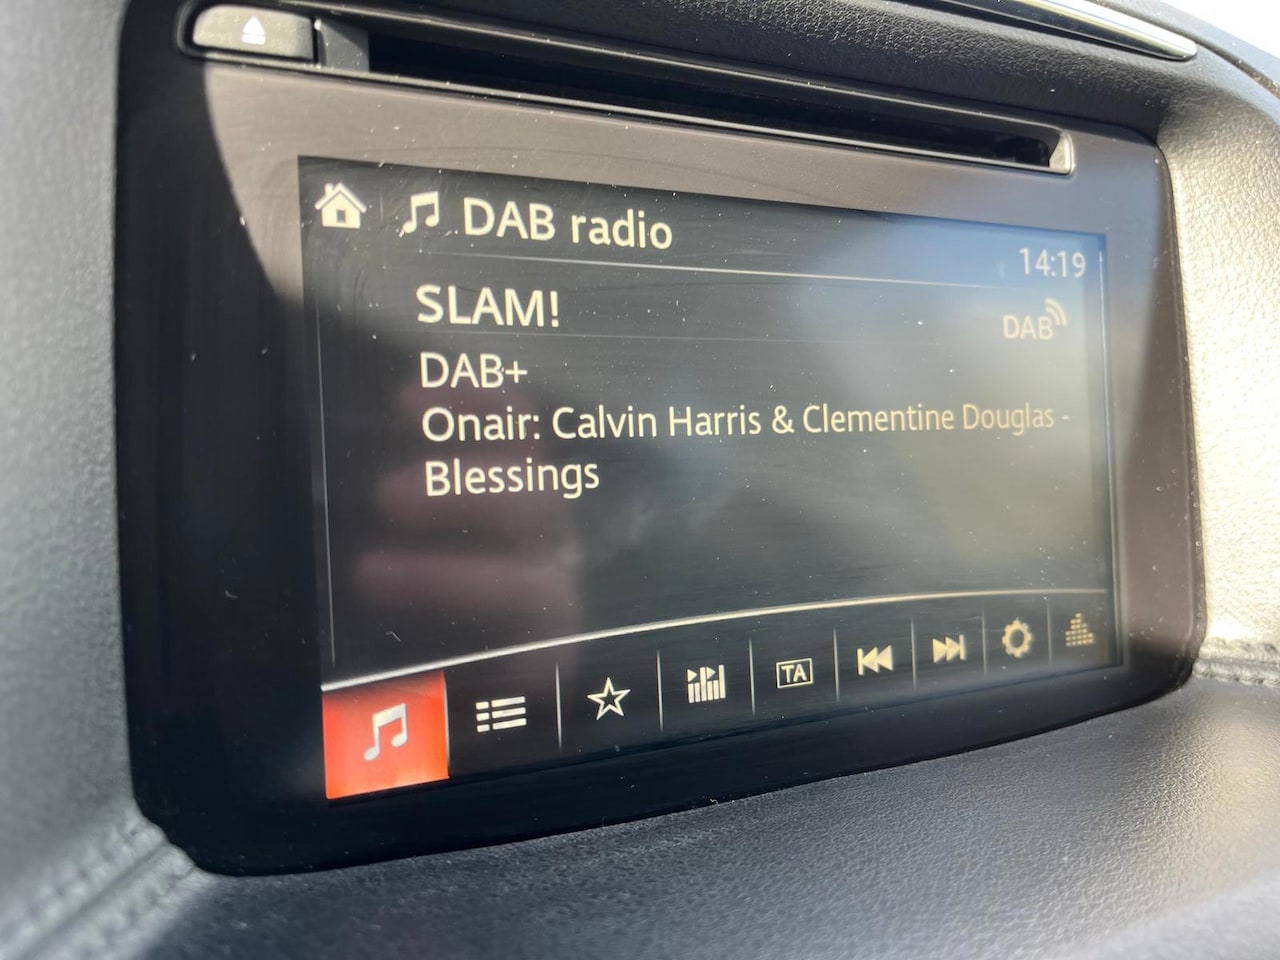 DAB radio
14:19
SLAM!
DAB
DAB+
Onair: Calvin Harris & Clementine Douglas -
Blessings
TA